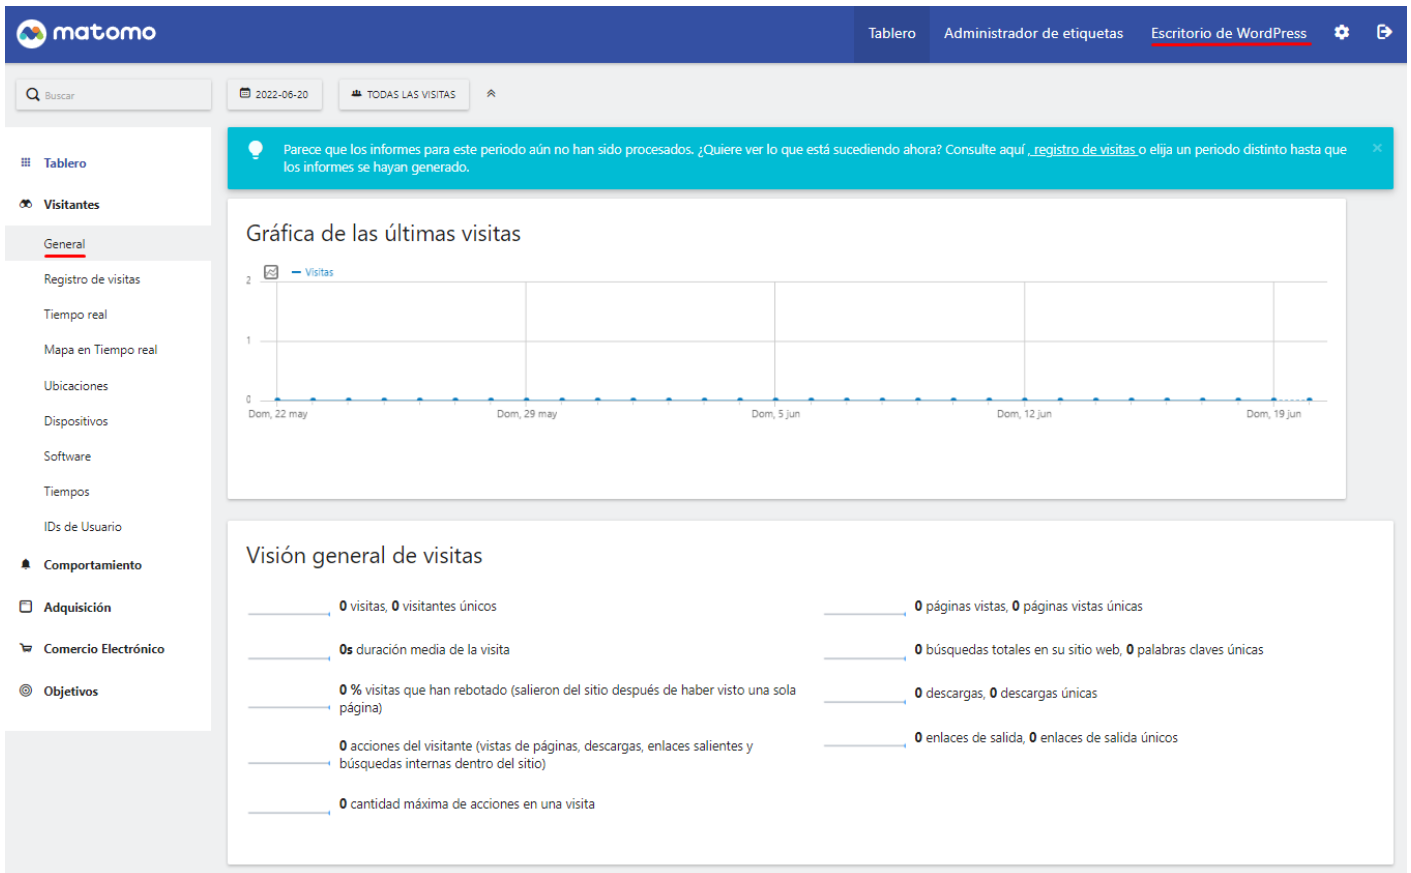 matomo
Tablero
Administrador de etiquetas
Escritorio de WordPress
Buscar
2022-06-20
TODAS LAS VISITAS
Tablero
Visitantes
General
Registro de visitas
Tiempo real
Mapa en Tiempo real
Ubicaciones
Dispositivos
Software
Tiempos
IDs de Usuario
Comportamiento
Adquisición
Comercio Electrónico
Objetivos
Parece que los informes para este periodo aún no han sido procesados. ¿Quiere ver lo que está sucediendo ahora? Consulte aquí , registro de visitas o elija un periodo distinto hasta que
los informes se hayan generado.
×
Gráfica de las últimas visitas
Visitas
2
1
0
Dom, 22 may
Dom, 29 may
Dom, 5 jun
Dom, 12 jun
Dom, 19 jun
Visión general de visitas
0 visitas, 0 visitantes únicos
0s duración media de la visita
0 % visitas que han rebotado (salieron del sitio después de haber visto una sola
página)
0 acciones del visitante (vistas de páginas, descargas, enlaces salientes y
búsquedas internas dentro del sitio)
0 cantidad máxima de acciones en una visita
0 páginas vistas, 0 páginas vistas únicas
0 búsquedas totales en su sitio web, 0 palabras claves únicas
0 descargas, 0 descargas únicas
0 enlaces de salida, 0 enlaces de salida únicos